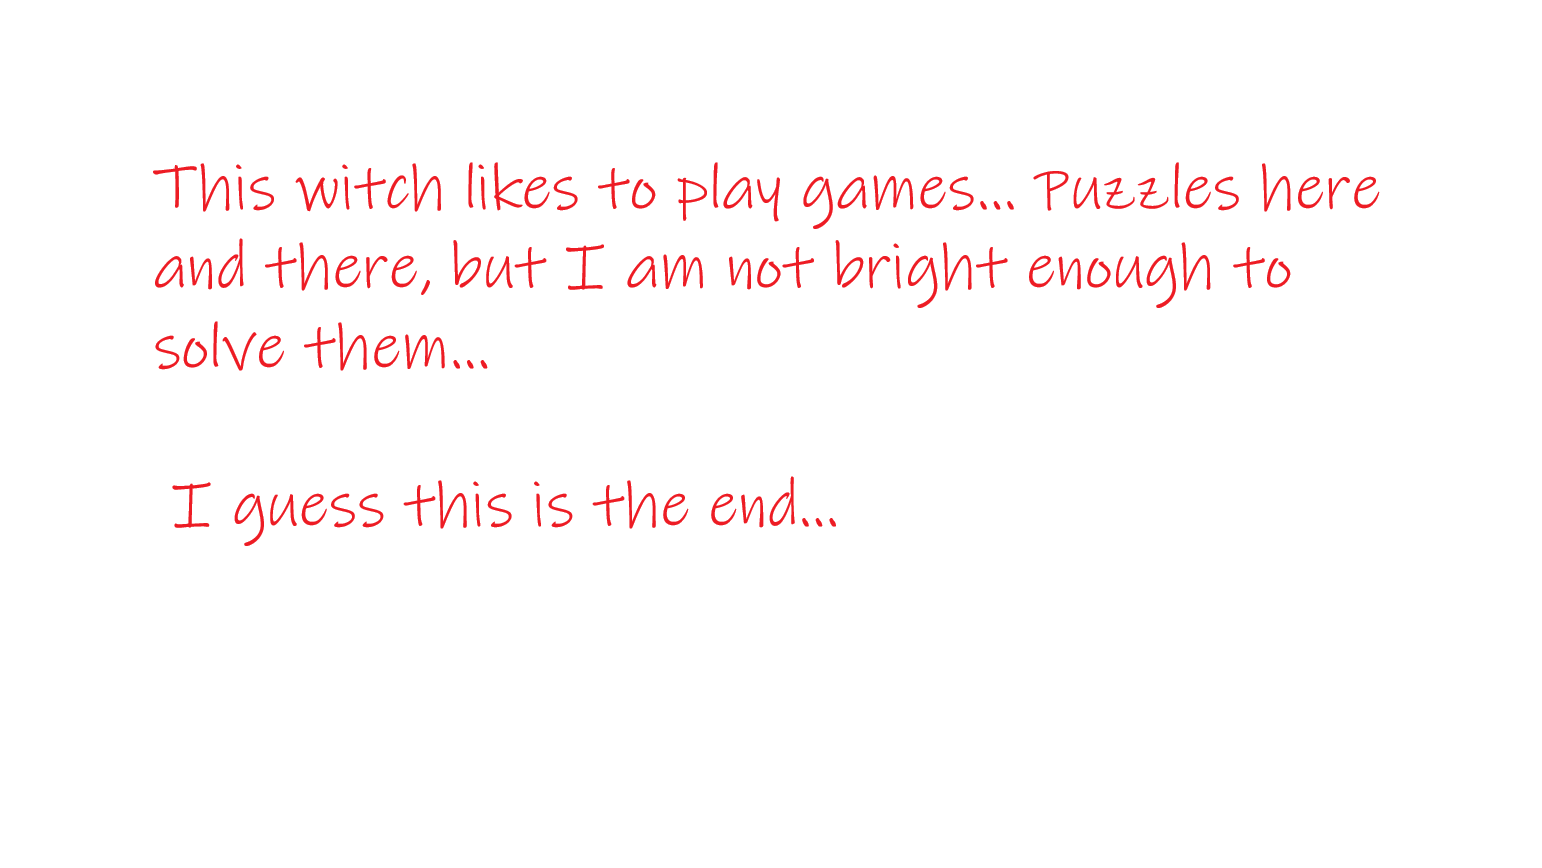 This witch likes to play games... Puzzles here
and there, but I am not bright enough to
solve them...
I guess this is the end...